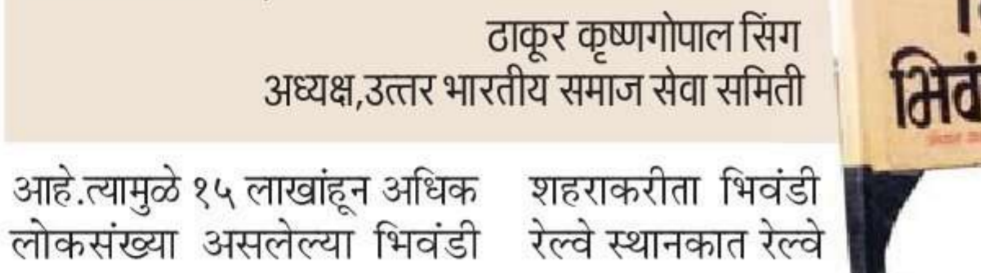 ठाकूर कृष्णगोपाल सिंग
अध्यक्ष,उत्तर भारतीय समाज सेवा समिती
आहे.त्यामुळे १५ लाखांहून अधिक
लोकसंख्या असलेल्या भिवंडी
शहराकरीता भिवंडी
रेल्वे स्थानकात रेल्वे